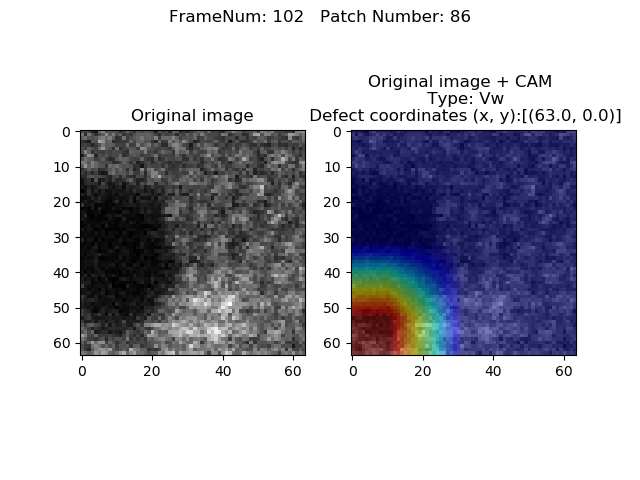 FrameNum: 102   Patch Number: 86
Original image
Original image + CAM
Type: Vw
Defect coordinates (x, y):[(63.0, 0.0)]
0
10
20
30
40
50
60
0 20 40 60
0
10
20
30
40
50
60
0 20 40 60